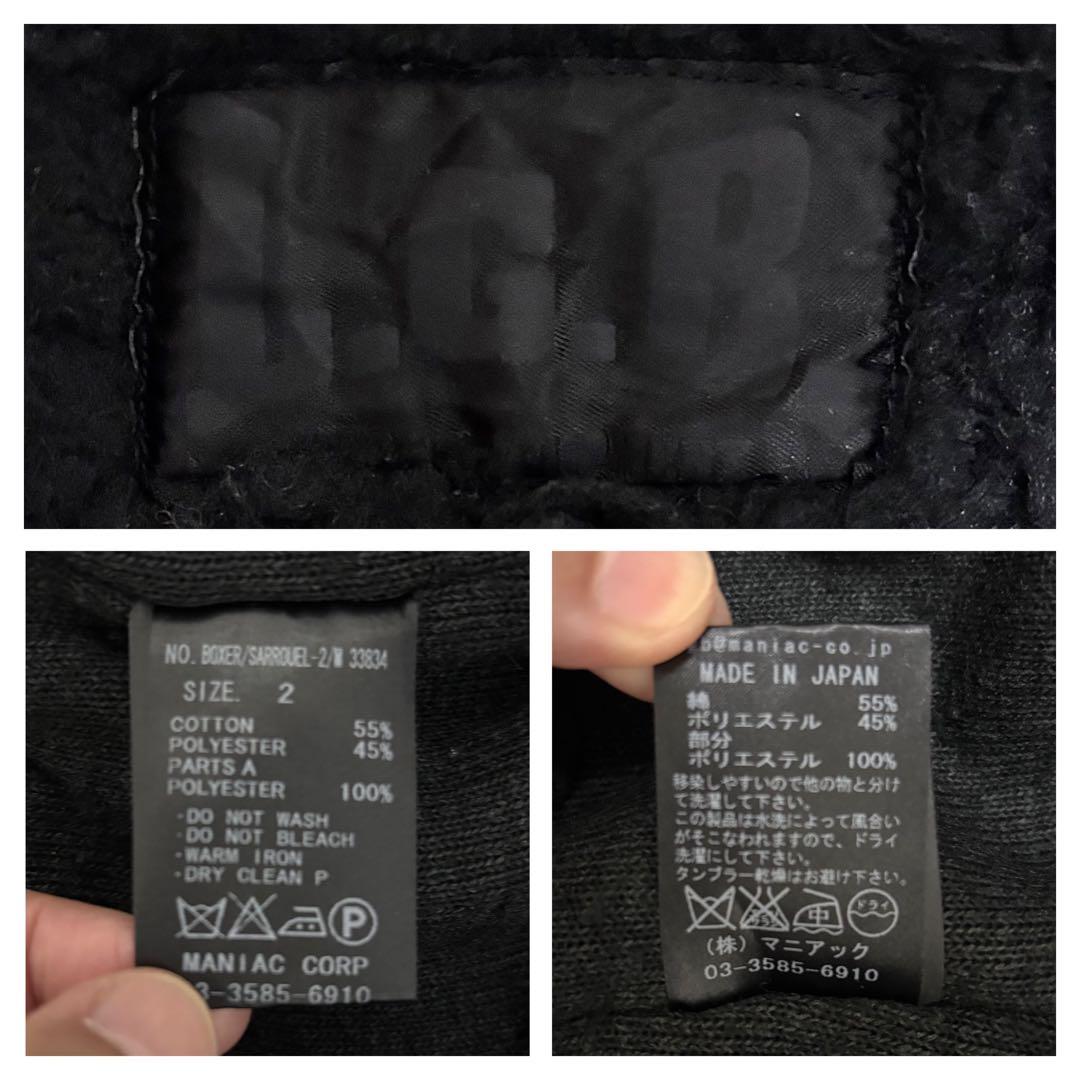 L.G.B
NO. BOXER/SARROUEL-2/M 33834
SIZE. 2
COTTON 55%
POLYESTER 45%
PARTS A
POLYESTER 100%
・DO NOT WASH
・DO NOT BLEACH
・WARM IRON
・DRY CLEAN P
P
MANIAC CORP
3-3585-6910
b@maniac-co.jp
MADE IN JAPAN
綿 55%
ポリエステル 45%
部分
ポリエステル 100%
移染しやすいので他の物と分け
て洗濯して下さい。
この製品は水洗によって風合い
がそこなわれますので、ドライ
洗濯にして下さい。
タンブラー乾燥はお避け下さい。
中 ドライ
(株) マニアック
03-3585-6910